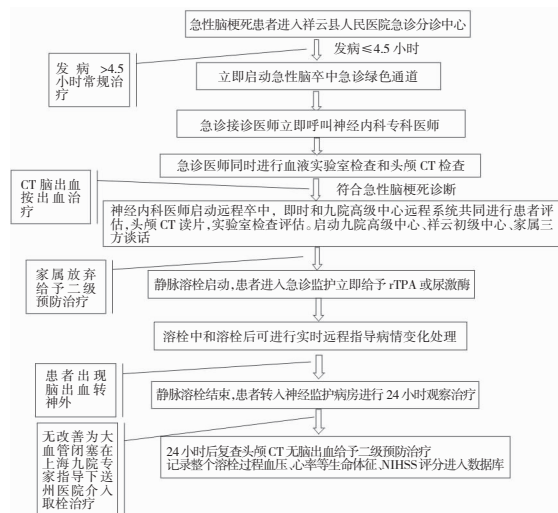 急性脑梗死患者进入祥云县人民医院急诊分诊中心
发病≤4.5 小时
发病>4.5
小时常规治
疗
立即启动急性脑卒中急诊绿色通道
急诊接诊医师立即呼叫神经内科专科医师
急诊医师同时进行血液实验室检查和头颅 CT 检查
CT 脑出血
按出血治
疗
符合急性脑梗死诊断
神经内科医师启动远程卒中,即时和九院高级中心远程系统共同进行患者评
估,头颅 CT 读片,实验室检查评估。启动九院高级中心、祥云初级中心、家属三
方谈话
家属放弃
给予二级
预防治疗
静脉溶栓启动,患者进入急诊监护立即给予 rTPA 或尿激酶
溶栓中和溶栓后可进行实时远程指导病情变化处理
患者出现
脑出血转
神外
静脉溶栓结束,患者转入神经监护病房进行 24 小时观察治疗
无改善为大
血管闭塞在
上海九院专
家指导下送
州医院介入
取栓治疗
24 小时后复查头颅 CT 无脑出血给予二级预防治疗
记录整个溶栓过程血压、心率等生命体征、NIHSS 评分进入数据库